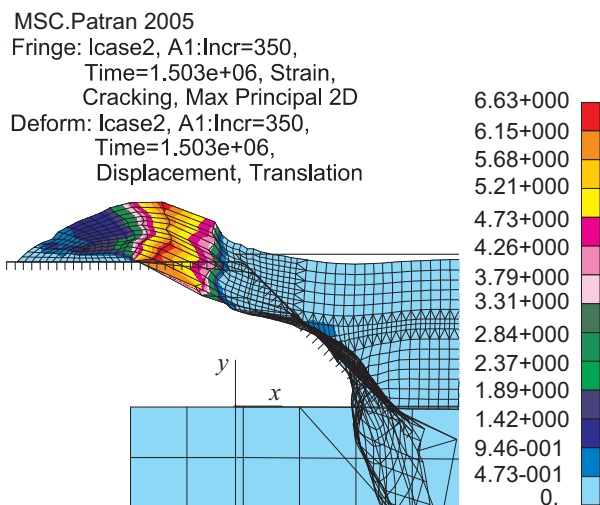 MSC.Patran 2005
Fringe: Icase2, A1:Incr=350,
Time=1.503e+06, Strain,
Cracking, Max Principal 2D
Deform: Icase2, A1:Incr=350,
Time=1.503e+06,
Displacement, Translation
6.63+000
6.15+000
5.68+000
5.21+000
4.73+000
4.26+000
3.79+000
3.31+000
2.84+000
2.37+000
1.89+000
1.42+000
9.46-001
4.73-001
0.
y
x